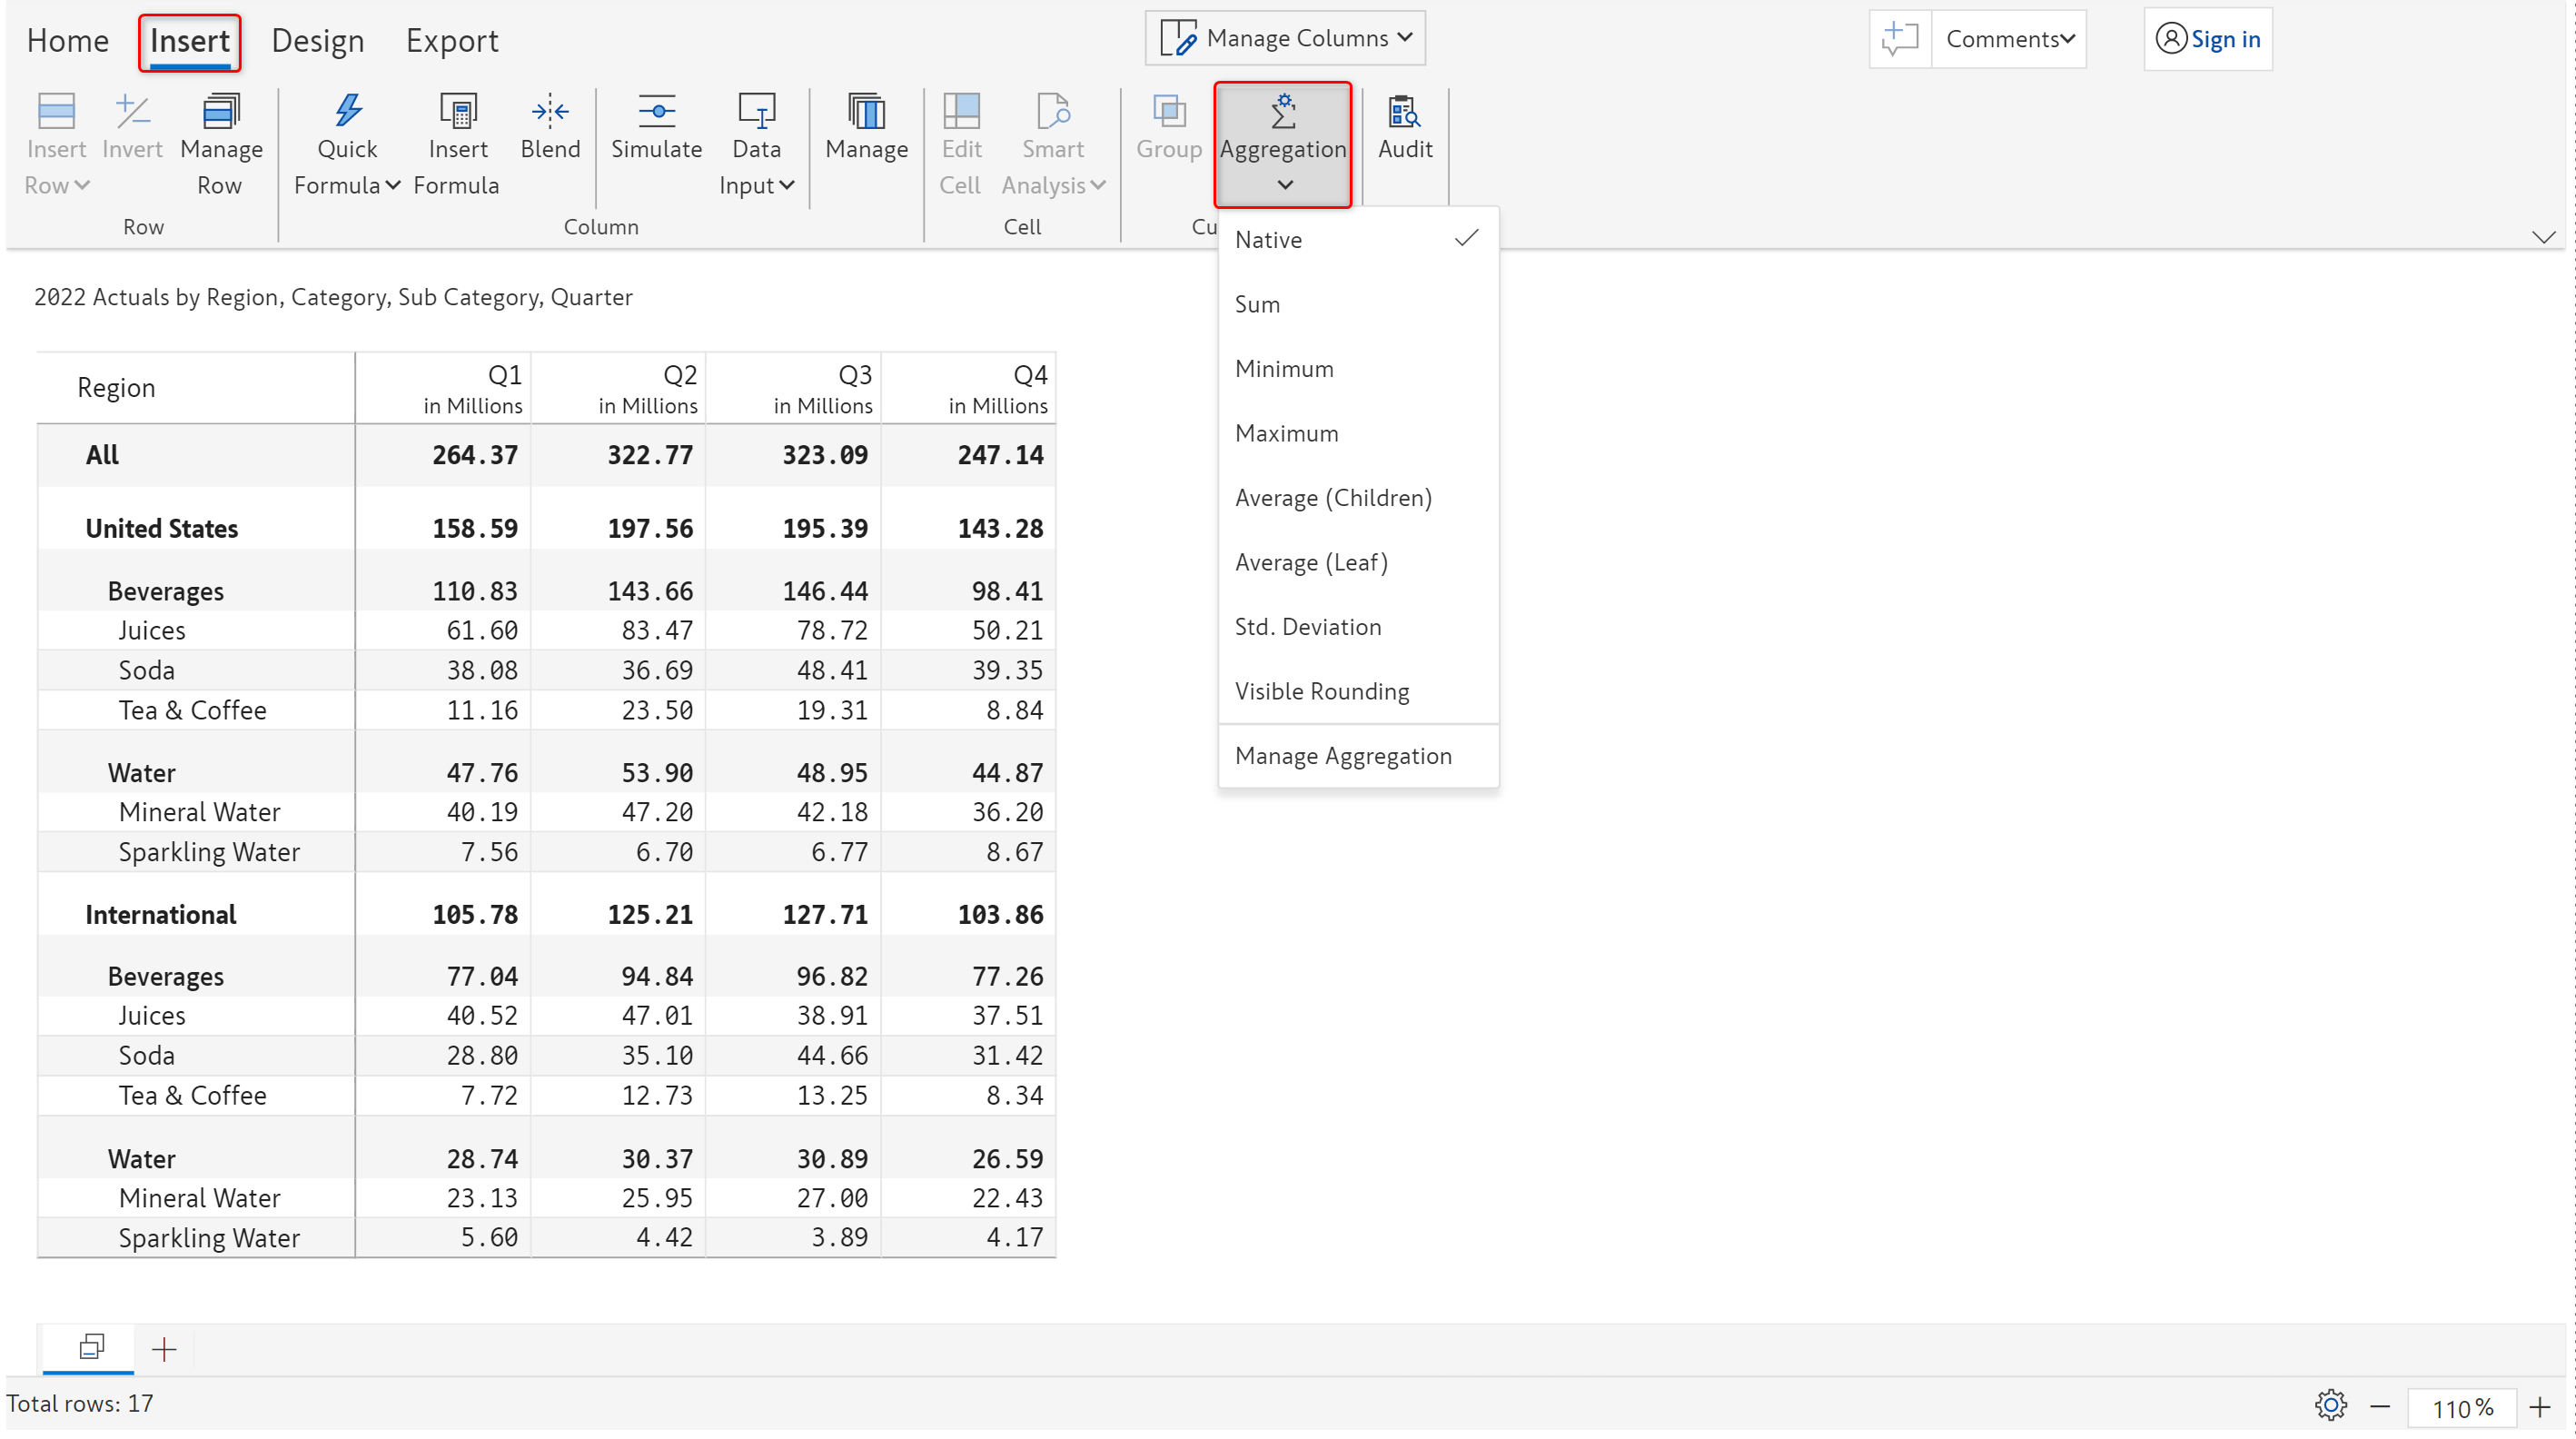 Home Insert Design Export Manage Columns Comments Sign in
Insert Row Invert Manage Row Quick Formula Insert Formula Blend Simulate Data Input Manage Edit Cell Smart Analysis Group Aggregation Audit
Row Column Cell Cu
Native
Sum
Minimum
Maximum
Average (Children)
Average (Leaf)
Std. Deviation
Visible Rounding
Manage Aggregation
2022 Actuals by Region, Category, Sub Category, Quarter
Region Q1 in Millions Q2 in Millions Q3 in Millions Q4 in Millions
All 264.37 322.77 323.09 247.14
United States 158.59 197.56 195.39 143.28
Beverages 110.83 143.66 146.44 98.41
Juices 61.60 83.47 78.72 50.21
Soda 38.08 36.69 48.41 39.35
Tea & Coffee 11.16 23.50 19.31 8.84
Water 47.76 53.90 48.95 44.87
Mineral Water 40.19 47.20 42.18 36.20
Sparkling Water 7.56 6.70 6.77 8.67
International 105.78 125.21 127.71 103.86
Beverages 77.04 94.84 96.82 77.26
Juices 40.52 47.01 38.91 37.51
Soda 28.80 35.10 44.66 31.42
Tea & Coffee 7.72 12.73 13.25 8.34
Water 28.74 30.37 30.89 26.59
Mineral Water 23.13 25.95 27.00 22.43
Sparkling Water 5.60 4.42 3.89 4.17
Total rows: 17 110%